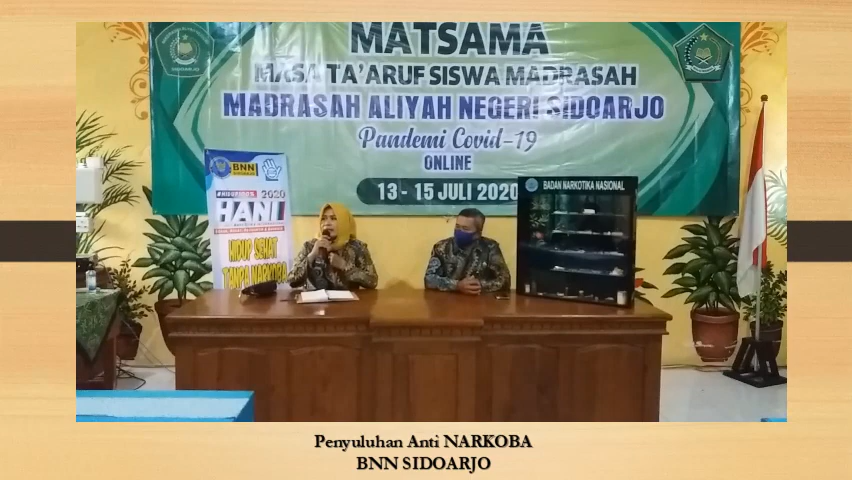 MATSAMA
MASA TA'ARUF SISWA MADRASAH
MADRASAH ALIYAH NEGERI SIDOARJO
Pandemi Covid-19
ONLINE
13 - 15 JULI 2020
BNN
SIDOARJO
2020
HANI
HIDUP SEHAT
TANPA NARKOBA
BADAN NARKOTIKA NASIONAL
Penyuluhan Anti NARKOBA
BNN SIDOARJO